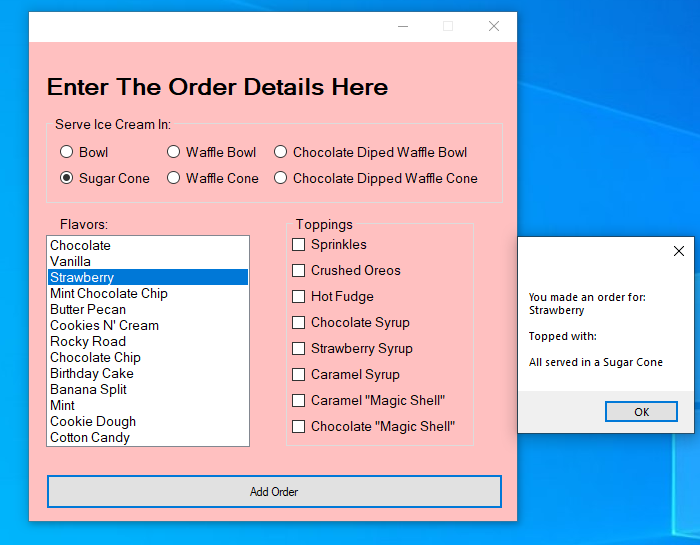 Enter The Order Details Here
Serve Ice Cream In:
Bowl Waffle Bowl Chocolate Diped Waffle Bowl
Sugar Cone Waffle Cone Chocolate Dipped Waffle Cone
Flavors:
Chocolate
Vanilla
Strawberry
Mint Chocolate Chip
Butter Pecan
Cookies N' Cream
Rocky Road
Chocolate Chip
Birthday Cake
Banana Split
Mint
Cookie Dough
Cotton Candy
Toppings
Sprinkles
Crushed Oreos
Hot Fudge
Chocolate Syrup
Strawberry Syrup
Caramel Syrup
Caramel "Magic Shell"
Chocolate "Magic Shell"
Add Order
You made an order for:
Strawberry
Topped with:
All served in a Sugar Cone
OK